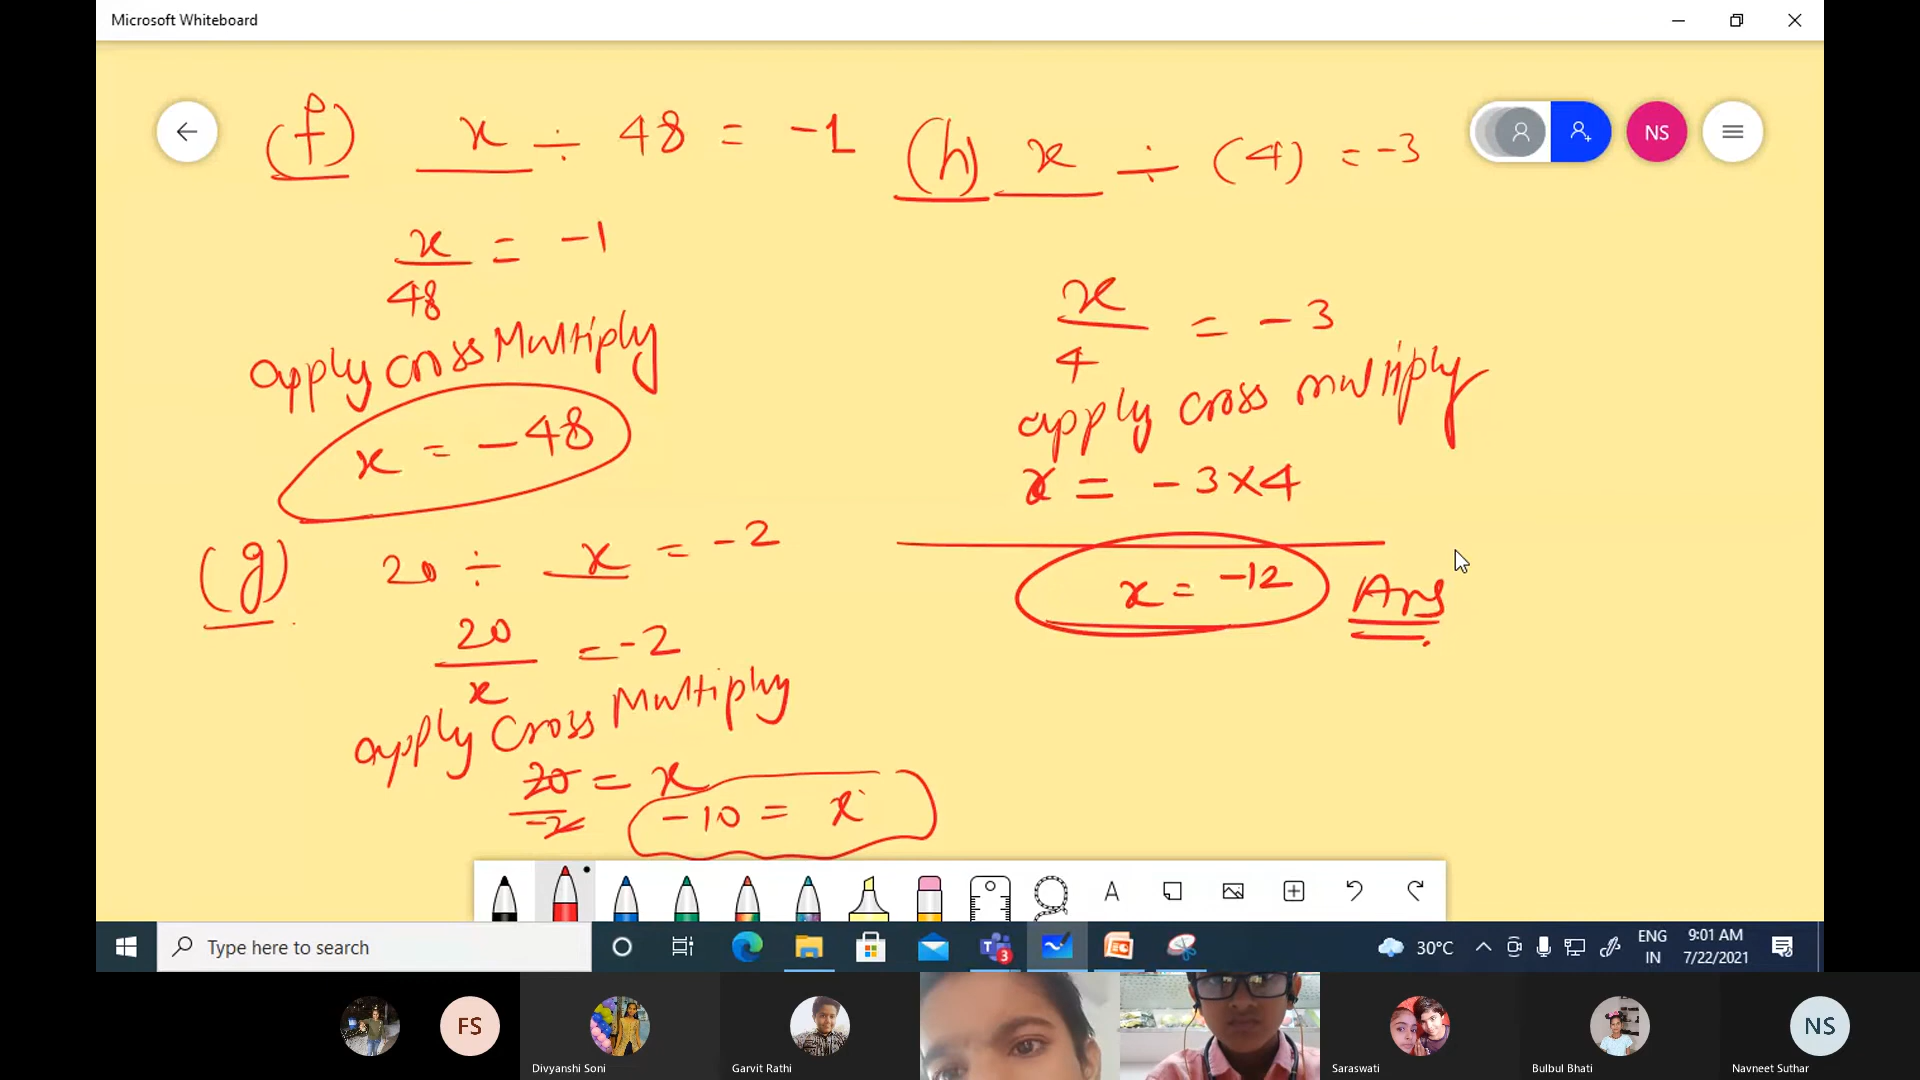 Microsoft Whiteboard
(f) x ÷ 48 = -1
x/48 = -1
apply cross Multiply
x = -48
(g) 20 ÷ x = -2
20/x = -2
apply Cross Multiply
20/-2 = x
-10 = x
(h) x ÷ (4) = -3
x/4 = -3
apply cross multiply
x = -3×4
x = -12 Ans
NS
A
Type here to search
3
30°C
ENG
IN
9:01 AM
7/22/2021
FS
Divyanshi Soni
Garvit Rathi
Saraswati
Bulbul Bhati
NS
Navneet Suthar